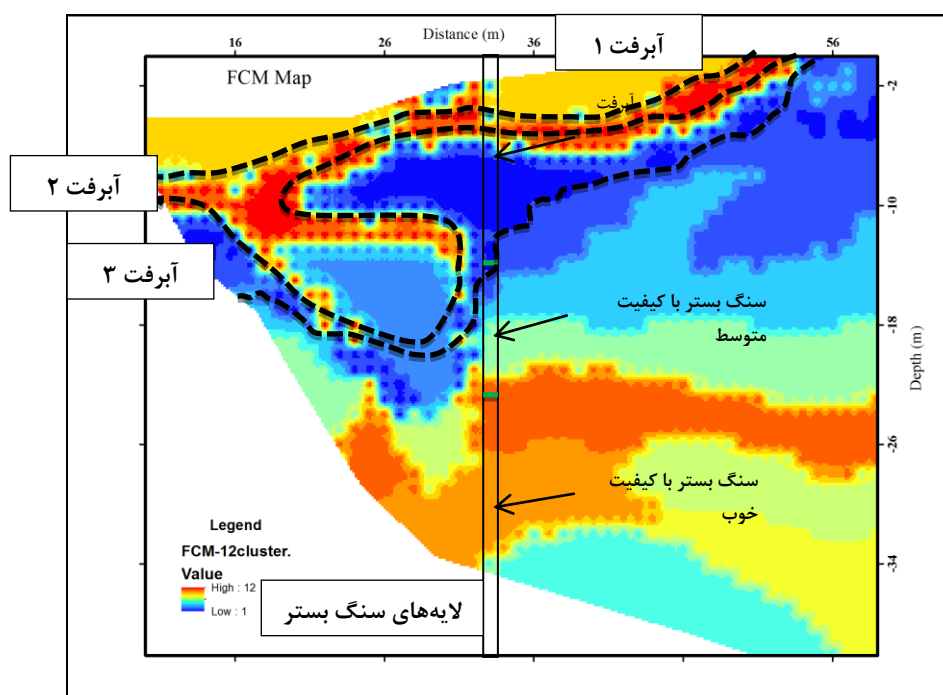 Distance (m)
16 26 36 56
آبرفت ۱
FCM Map
آبرفت
-2
آبرفت ۲
-10
آبرفت ۳
سنگ بستر با کیفیت
متوسط
-18
Depth (m)
-26
سنگ بستر با کیفیت
خوب
Legend
FCM-12cluster.
Value
High : 12
Low : 1
-34
لایه‌های سنگ بستر